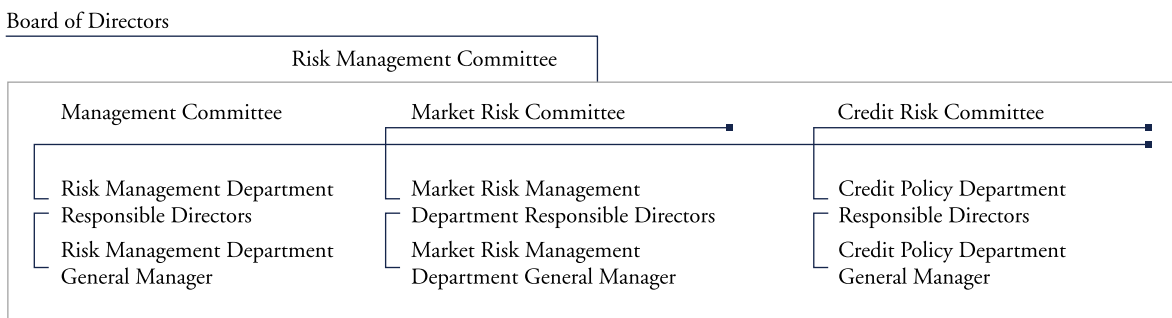 Board of Directors
Risk Management Committee
Management Committee
Market Risk Committee
Credit Risk Committee
Risk Management Department
Responsible Directors
Risk Management Department
General Manager
Market Risk Management
Department Responsible Directors
Market Risk Management
Department General Manager
Credit Policy Department
Responsible Directors
Credit Policy Department
General Manager